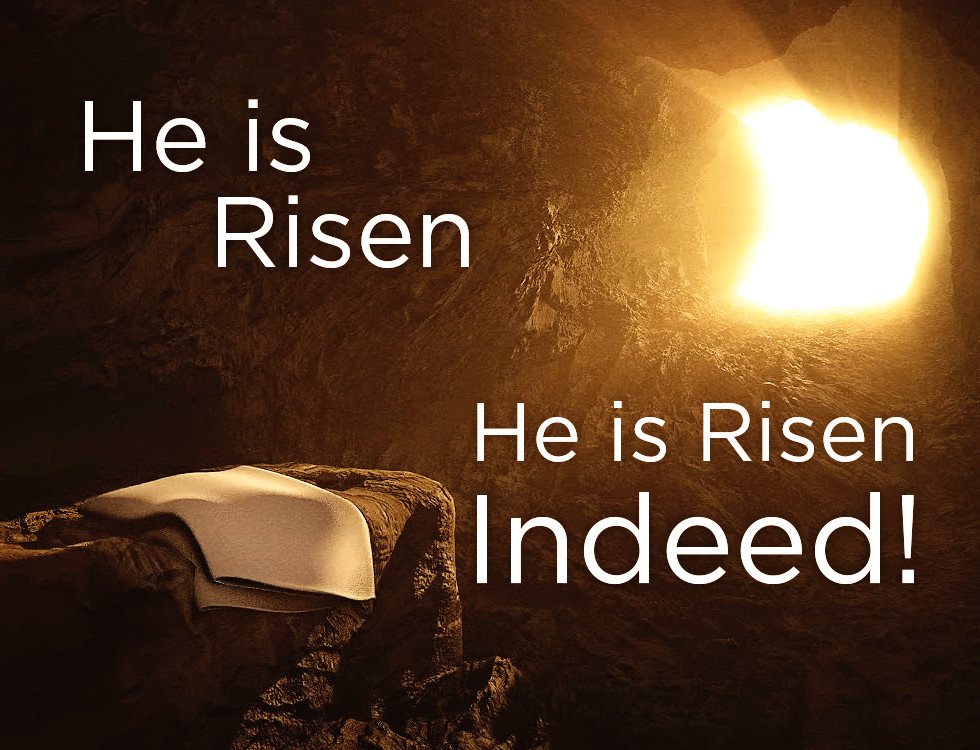 He is
Risen
He is Risen
Indeed!